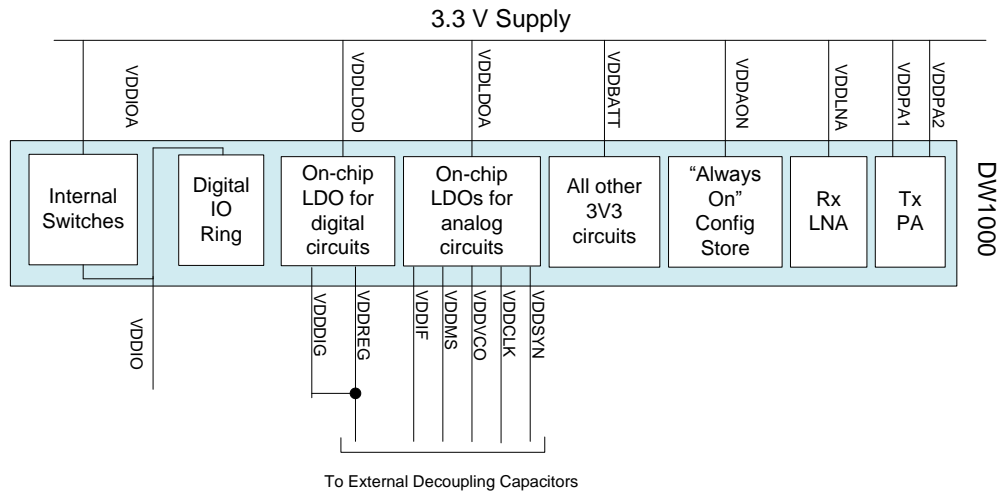 3.3 V Supply
VDDIOA
VDDLDOD
VDDLDOA
VDDBATT
VDDAON
VDDLNA
VDDPA1
VDDPA2
Internal
Switches
Digital
IO
Ring
On-chip
LDO for
digital
circuits
On-chip
LDOs for
analog
circuits
All other
3V3
circuits
“Always
On”
Config
Store
Rx
LNA
Tx
PA
DW1000
VDDIO
VDDDIG
VDDREG
VDDIF
VDDMS
VDDVCO
VDDCLK
VDDSYN
To External Decoupling Capacitors